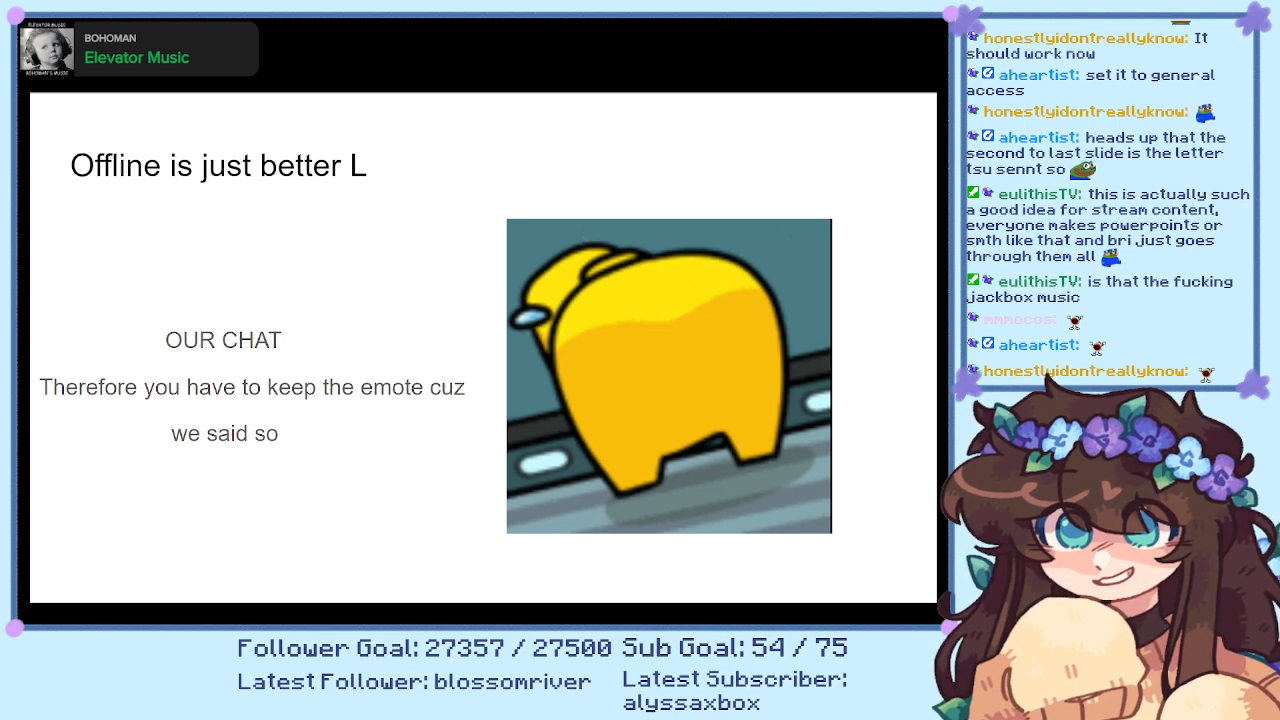 ELEVATOR MUSIC
BOHOMAN
Elevator Music
BOHOMAN'S MUSIC
Offline is just better L
OUR CHAT
Therefore you have to keep the emote cuz
we said so
honestlyidontreallyknow: It
should work now
aheartist: set it to general
access
honestlyidontreallyknow:
aheartist: heads up that the
second to last slide is the letter
tsu sennt so
eulithisTV: this is actually such
a good idea for stream content,
everyone makes powerpoints or
smth like that and bri just goes
through them all
eulithisTV: is that the fucking
jackbox music
mmmocos:
aheartist:
honestlyidontreallyknow:
Follower Goal: 27357 / 27500
Latest Follower: blossomriver
Sub Goal: 54 / 75
Latest Subscriber:
alyssaxbox